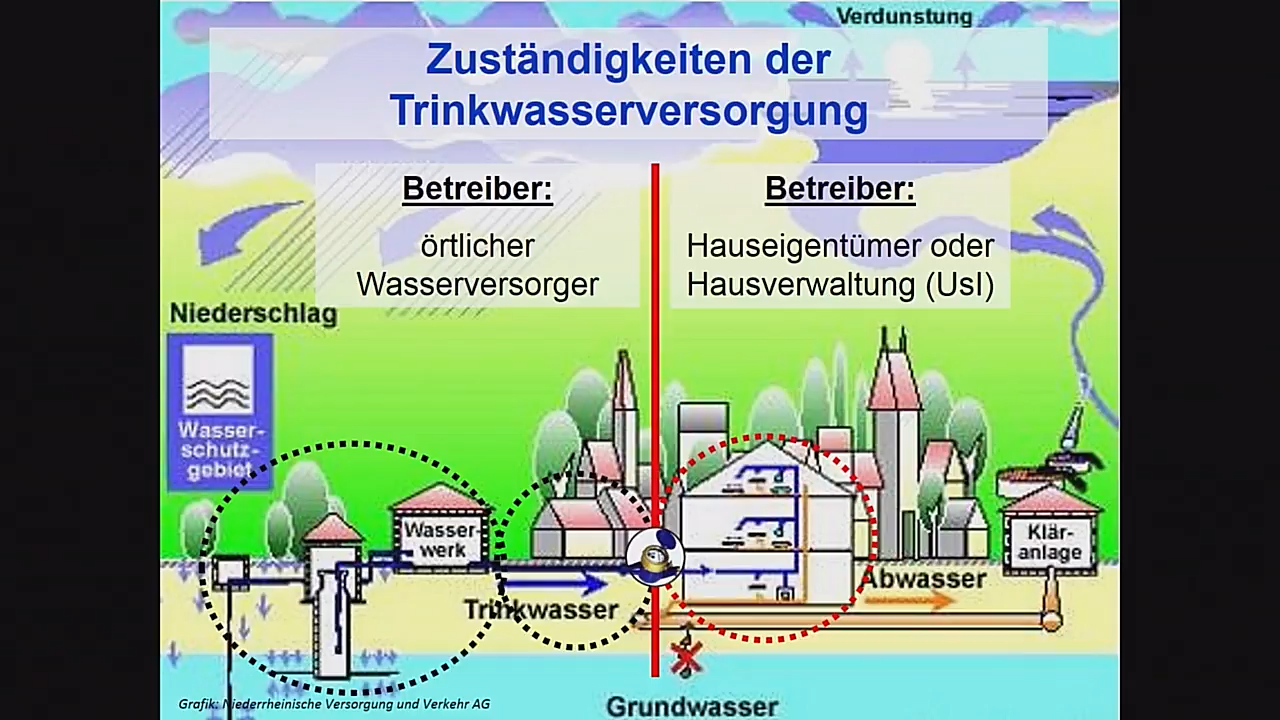 Verdunstung
Zuständigkeiten der
Trinkwasserversorgung
Betreiber:
örtlicher
Wasserversorger
Betreiber:
Hauseigentümer oder
Hausverwaltung (UsI)
Niederschlag
Wasser-
schutz-
gebiet
Wasser-
werk
Klär-
anlage
Trinkwasser
Abwasser
Grafik: Niederrheinische Versorgung und Verkehr AG
Grundwasser